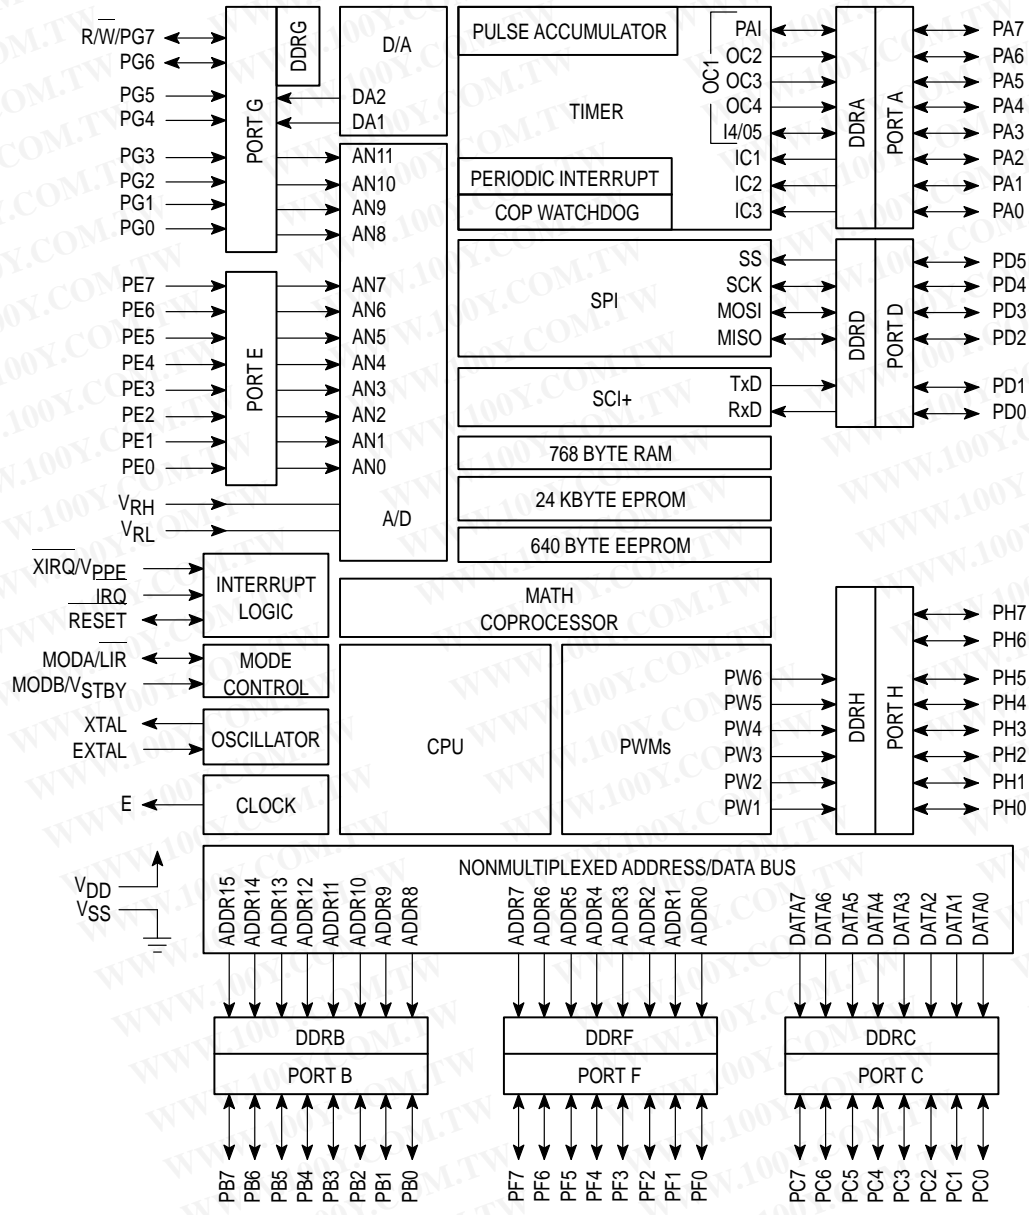 R/W/PG7
PG6
PG5
PG4
PG3
PG2
PG1
PG0
PORT G
DDRG
D/A
DA2
DA1
AN11
AN10
AN9
AN8
PE7
PE6
PE5
PE4
PE3
PE2
PE1
PE0
PORT E
AN7
AN6
AN5
AN4
AN3
AN2
AN1
AN0
VRH
VRL
A/D
PULSE ACCUMULATOR
TIMER
PERIODIC INTERRUPT
COP WATCHDOG
OC1
PAI
OC2
OC3
OC4
I4/05
IC1
IC2
IC3
DDRA
PORT A
PA7
PA6
PA5
PA4
PA3
PA2
PA1
PA0
SPI
SS
SCK
MOSI
MISO
SCI+
TxD
RxD
DDRD
PORT D
PD5
PD4
PD3
PD2
PD1
PD0
768 BYTE RAM
24 KBYTE EPROM
640 BYTE EEPROM
XIRQ/VPPE
IRQ
RESET
INTERRUPT
LOGIC
MODA/LIR
MODB/VSTBY
MODE
CONTROL
XTAL
EXTAL
OSCILLATOR
E
CLOCK
MATH
COPROCESSOR
CPU
PWMs
PW6
PW5
PW4
PW3
PW2
PW1
DDRH
PORT H
PH7
PH6
PH5
PH4
PH3
PH2
PH1
PH0
VDD
VSS
NONMULTIPLEXED ADDRESS/DATA BUS
ADDR15
ADDR14
ADDR13
ADDR12
ADDR11
ADDR10
ADDR9
ADDR8
ADDR7
ADDR6
ADDR5
ADDR4
ADDR3
ADDR2
ADDR1
ADDR0
DATA7
DATA6
DATA5
DATA4
DATA3
DATA2
DATA1
DATA0
DDRB
PORT B
DDRF
PORT F
DDRC
PORT C
PB7
PB6
PB5
PB4
PB3
PB2
PB1
PB0
PF7
PF6
PF5
PF4
PF3
PF2
PF1
PF0
PC7
PC6
PC5
PC4
PC3
PC2
PC1
PC0
WWW.100Y.COM.TW